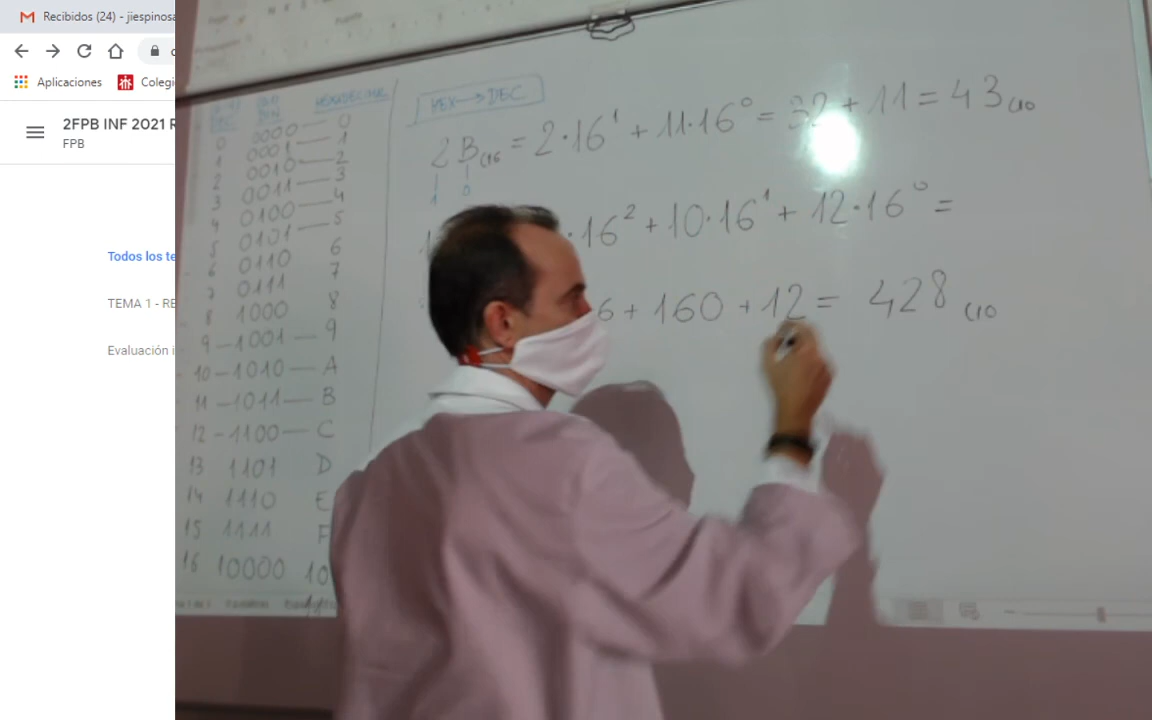 Recibidos (24) - jiespinosa
Aplicaciones Colegi
2FPB INF 2021 R
FPB
Todos los te
TEMA 1 - RE
Evaluación i
HEXADECIMAL
0 0000 — 0
1 0001 — 1
2 0010 — 2
3 0011 — 3
4 0100 — 4
5 0101 — 5
6 0110 6
7 0111 7
8 1000 8
9 — 1001 — 9
10 — 1010 — A
11 — 1011 — B
12 — 1100 — C
13 1101 D
14 1110 E
15 1111 F
16 10000 10
HEX → DEC
2B(16 = 2·16¹ + 11·16⁰ = 32 + 11 = 43(10
1 0
·16² + 10·16¹ + 12·16⁰ =
6 + 160 + 12 = 428(10